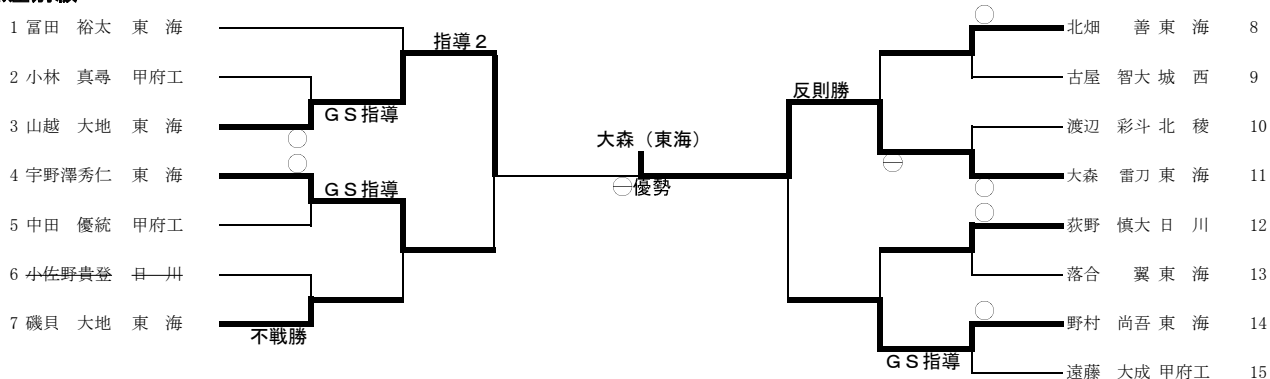 1 冨田 裕太 東 海
2 小林 真尋 甲府工
3 山越 大地 東 海
4 宇野澤秀仁 東 海
5 中田 優統 甲府工
6 小佐野貴登 日 川
7 磯貝 大地 東 海
不戦勝
GS指導
GS指導
指導2
大森（東海）
優勢
反則勝
GS指導
北畑 善 東 海 8
古屋 智大 城 西 9
渡辺 彩斗 北 稜 10
大森 雷刀 東 海 11
荻野 慎大 日 川 12
落合 翼 東 海 13
野村 尚吾 東 海 14
遠藤 大成 甲府工 15